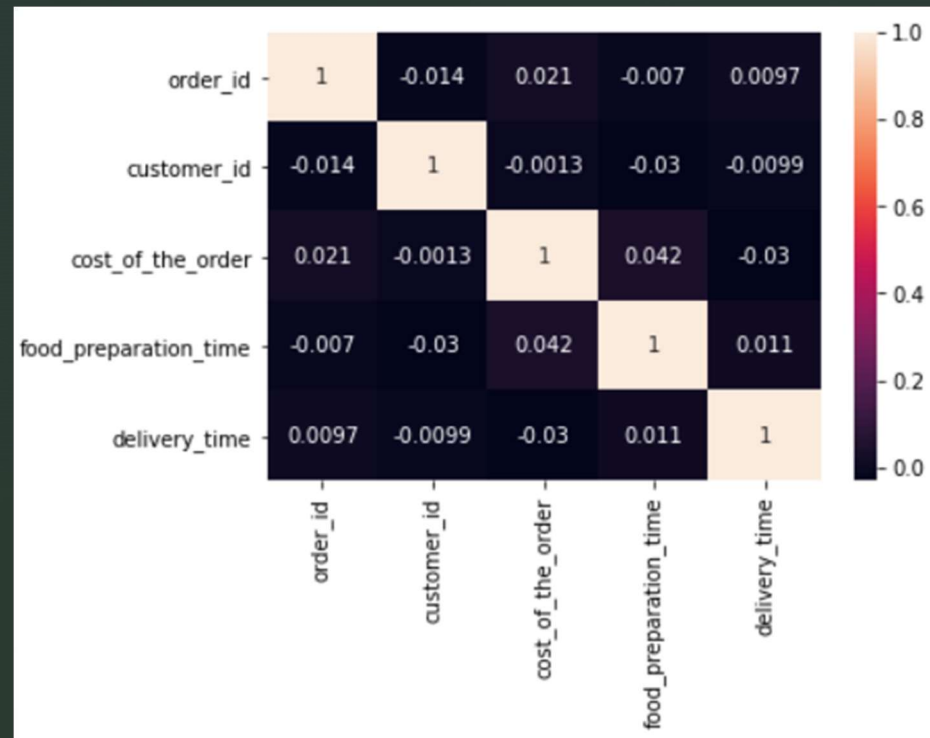 order_id 1 -0.014 0.021 -0.007 0.0097
customer_id -0.014 1 -0.0013 -0.03 -0.0099
cost_of_the_order 0.021 -0.0013 1 0.042 -0.03
food_preparation_time -0.007 -0.03 0.042 1 0.011
delivery_time 0.0097 -0.0099 -0.03 0.011 1
order_id
customer_id
cost_of_the_order
food_preparation_time
delivery_time
1.0
0.8
0.6
0.4
0.2
0.0